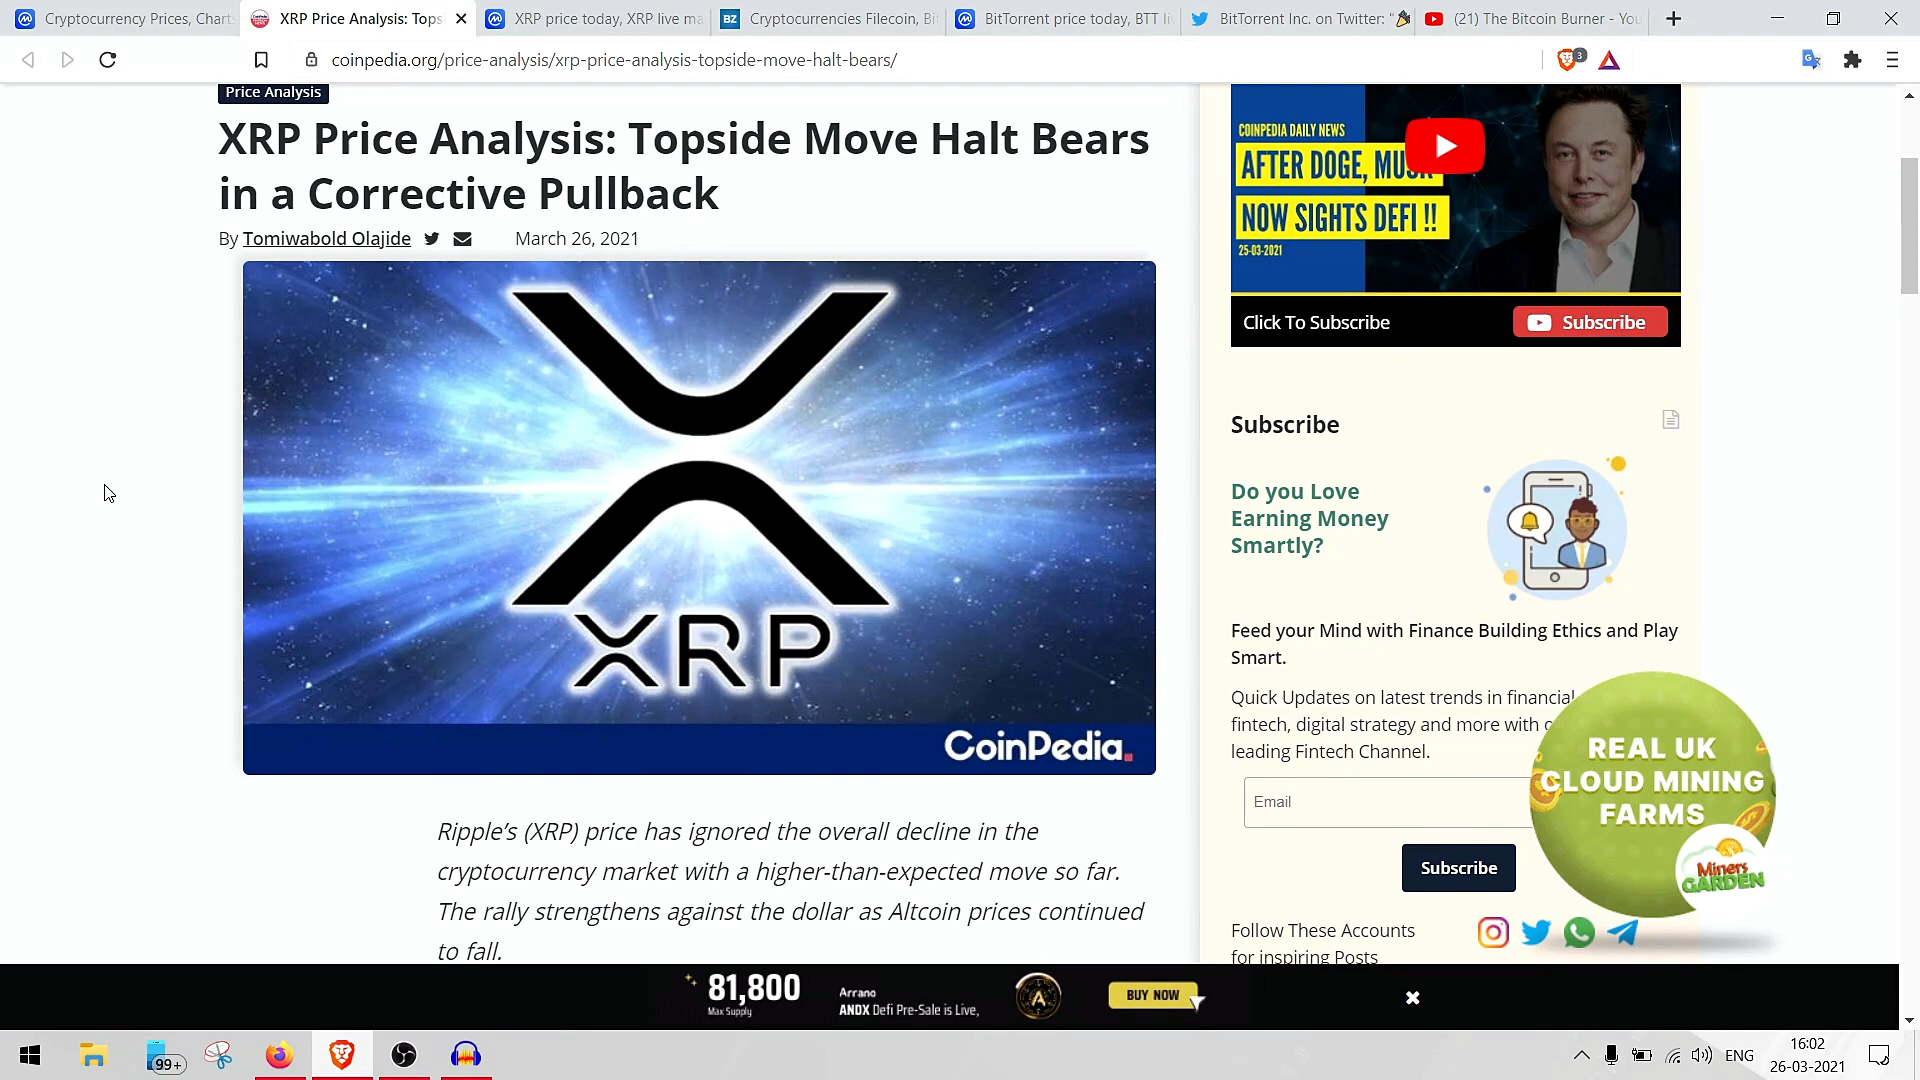 Cryptocurrency Prices, Chart
XRP Price Analysis: Tops
XRP price today, XRP live ma
BZ
Cryptocurrencies Filecoin, Bi
BitTorrent price today, BTT li
BitTorrent Inc. on Twitter: "
(21) The Bitcoin Burner - You
coinpedia.org/price-analysis/xrp-price-analysis-topside-move-halt-bears/
3
Price Analysis
XRP Price Analysis: Topside Move Halt Bears
in a Corrective Pullback
By Tomiwabold Olajide
March 26, 2021
XRP
CoinPedia.
Ripple's (XRP) price has ignored the overall decline in the
cryptocurrency market with a higher-than-expected move so far.
The rally strengthens against the dollar as Altcoin prices continued
to fall.
COINPEDIA DAILY NEWS
AFTER DOGE, MUSK
NOW SIGHTS DEFI !!
25-03-2021
Click To Subscribe
Subscribe
Subscribe
Do you Love
Earning Money
Smartly?
Feed your Mind with Finance Building Ethics and Play
Smart.
Quick Updates on latest trends in financial
fintech, digital strategy and more with
leading Fintech Channel.
Email
Subscribe
REAL UK
CLOUD MINING
FARMS
Miners
GARDEN
Follow These Accounts
for inspiring Posts
81,800
Max Supply
Arrano
ANDX Defi Pre-Sale is Live,
A
BUY NOW
99+
ENG
16:02
26-03-2021